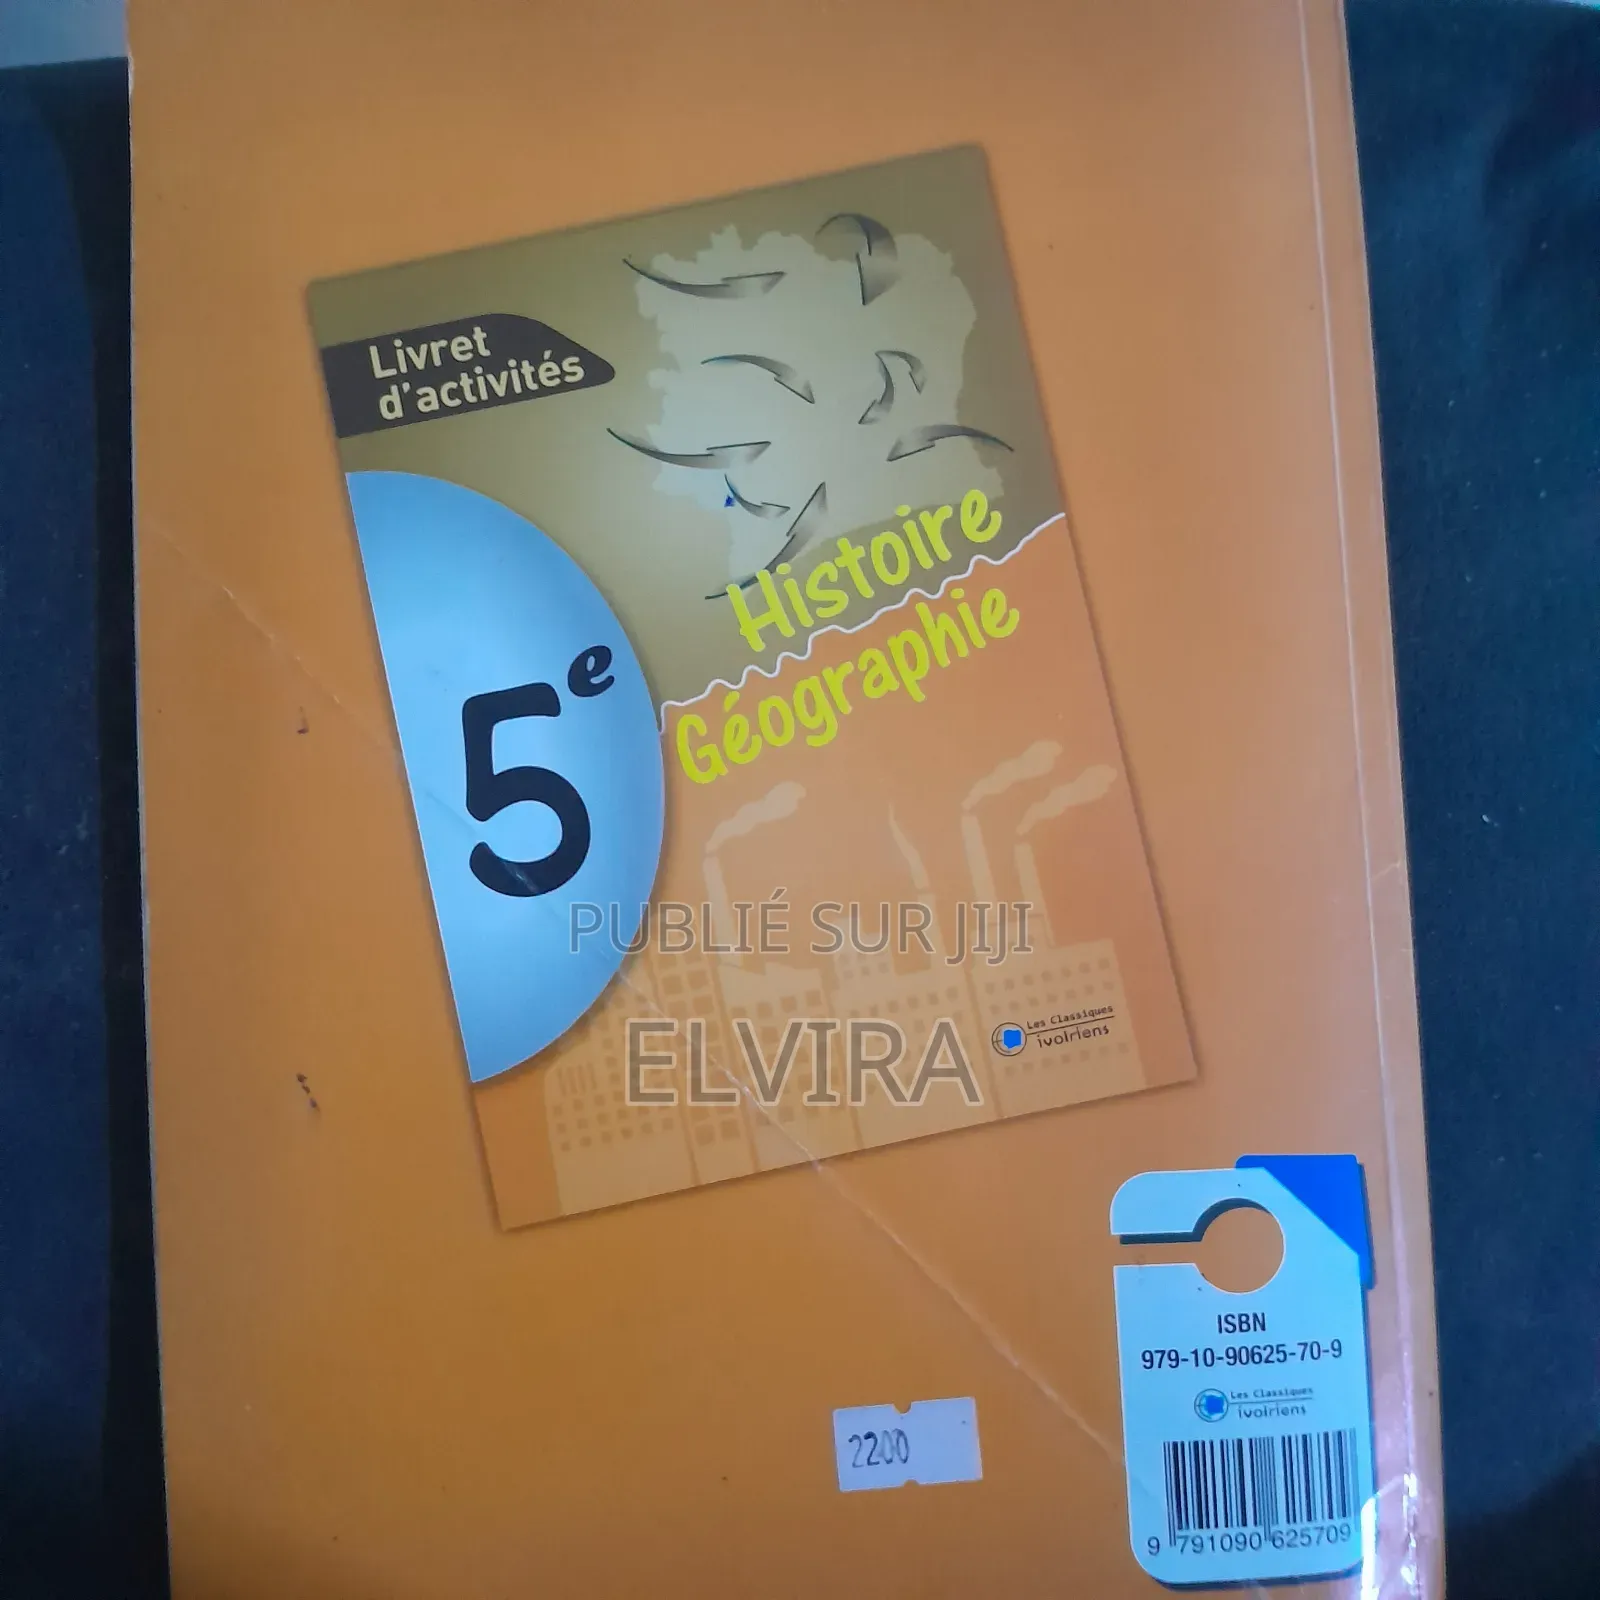 Livret
d'activités
Histoire
Géographie
5e
PUBLIÉ SUR JIJI
ELVIRA
Les Classiques
ivoiriens
ISBN
979-10-90625-70-9
Les Classiques
ivoiriens
2200
9 791090 625709